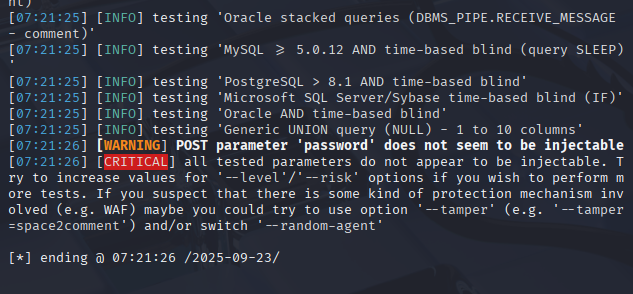 nt)'
[07:21:25] [INFO] testing 'Oracle stacked queries (DBMS_PIPE.RECEIVE_MESSAGE
- comment)'
[07:21:25] [INFO] testing 'MySQL ≥ 5.0.12 AND time-based blind (query SLEEP)
'
[07:21:25] [INFO] testing 'PostgreSQL > 8.1 AND time-based blind'
[07:21:25] [INFO] testing 'Microsoft SQL Server/Sybase time-based blind (IF)'
[07:21:25] [INFO] testing 'Oracle AND time-based blind'
[07:21:25] [INFO] testing 'Generic UNION query (NULL) - 1 to 10 columns'
[07:21:26] [WARNING] POST parameter 'password' does not seem to be injectable
[07:21:26] [CRITICAL] all tested parameters do not appear to be injectable. T
ry to increase values for '--level'/'--risk' options if you wish to perform m
ore tests. If you suspect that there is some kind of protection mechanism inv
olved (e.g. WAF) maybe you could try to use option '--tamper' (e.g. '--tamper
=space2comment') and/or switch '--random-agent'
[*] ending @ 07:21:26 /2025-09-23/